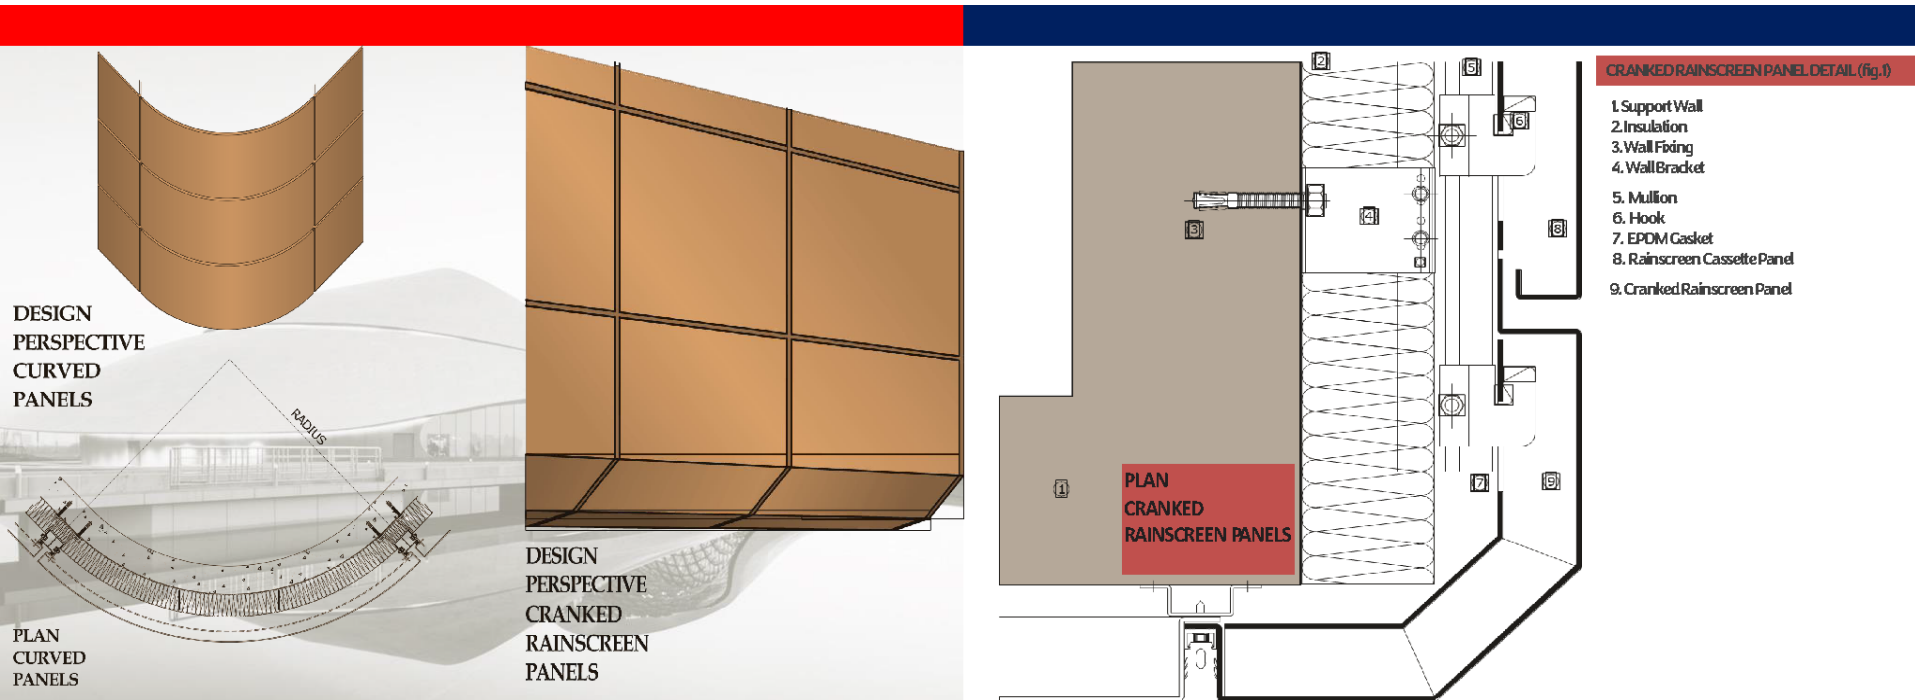 DESIGN
PERSPECTIVE
CURVED
PANELS
RADIUS
PLAN
CURVED
PANELS
DESIGN
PERSPECTIVE
CRANKED
RAINSCREEN
PANELS
2
5
6
3
4
8
1
7
9
PLAN
CRANKED
RAINSCREEN PANELS
CRANKED RAINSCREEN PANEL DETAIL (fig.1)
1. Support Wall
2. Insulation
3. Wall Fixing
4. Wall Bracket
5. Mullion
6. Hook
7. EPDM Gasket
8. Rainscreen Cassette Panel
9. Cranked Rainscreen Panel